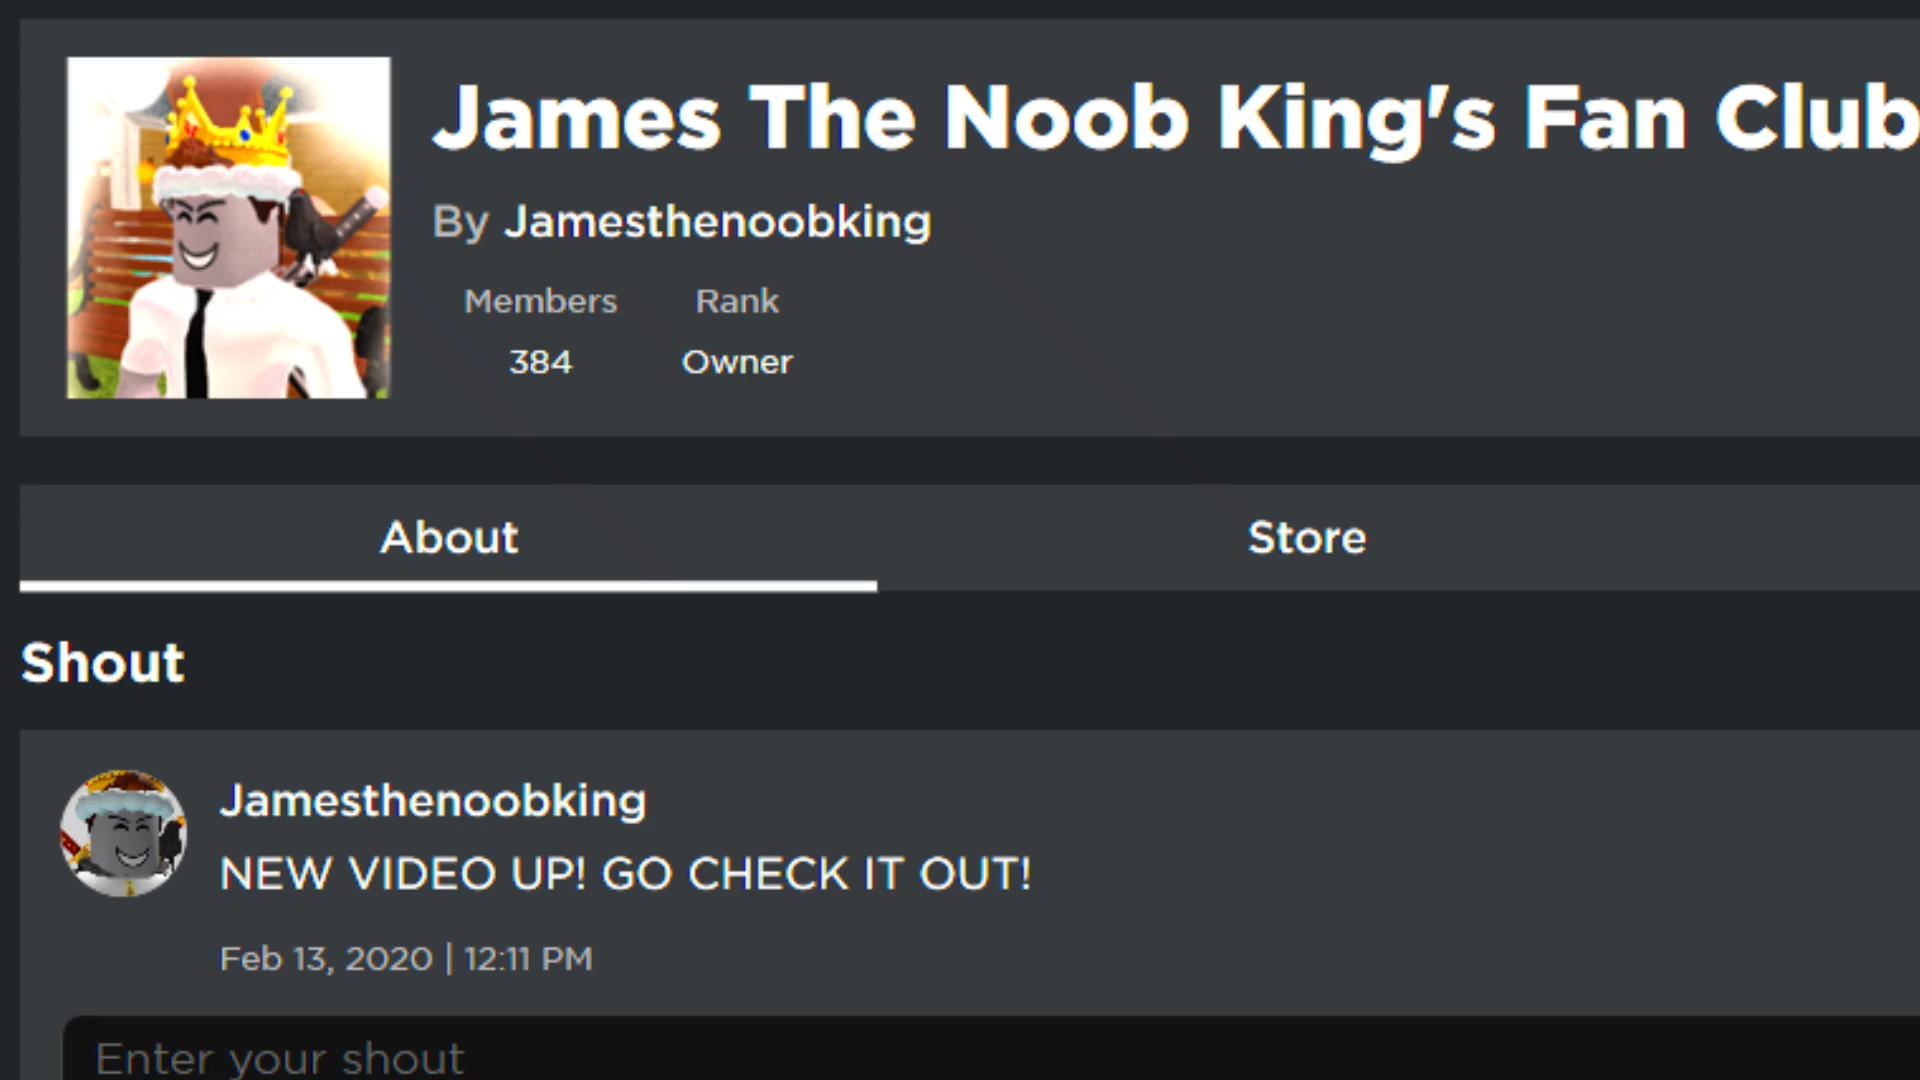 James The Noob King's Fan Club
By Jamesthenoobking
Members Rank
384 Owner
About Store
Shout
Jamesthenoobking
NEW VIDEO UP! GO CHECK IT OUT!
Feb 13, 2020 | 12:11 PM
Enter your shout